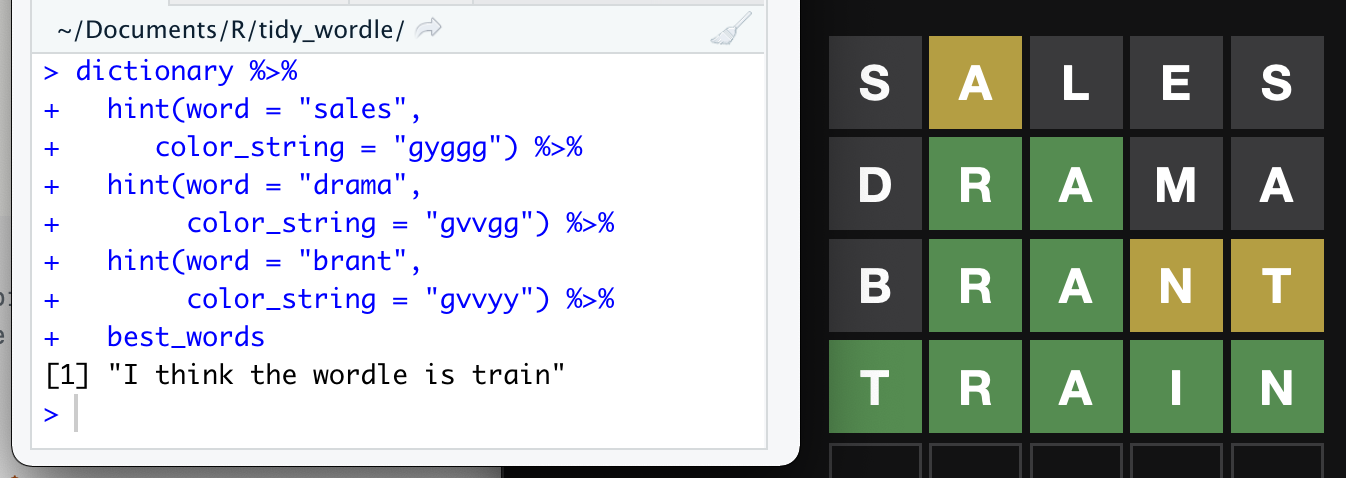 ~/Documents/R/tidy_wordle/
> dictionary %>%
+   hint(word = "sales",
+      color_string = "gyggg") %>%
+   hint(word = "drama",
+        color_string = "gvvgg") %>%
+   hint(word = "brant",
+        color_string = "gvvyy") %>%
+   best_words
[1] "I think the wordle is train"
>
S A L E S
D R A M A
B R A N T
T R A I N